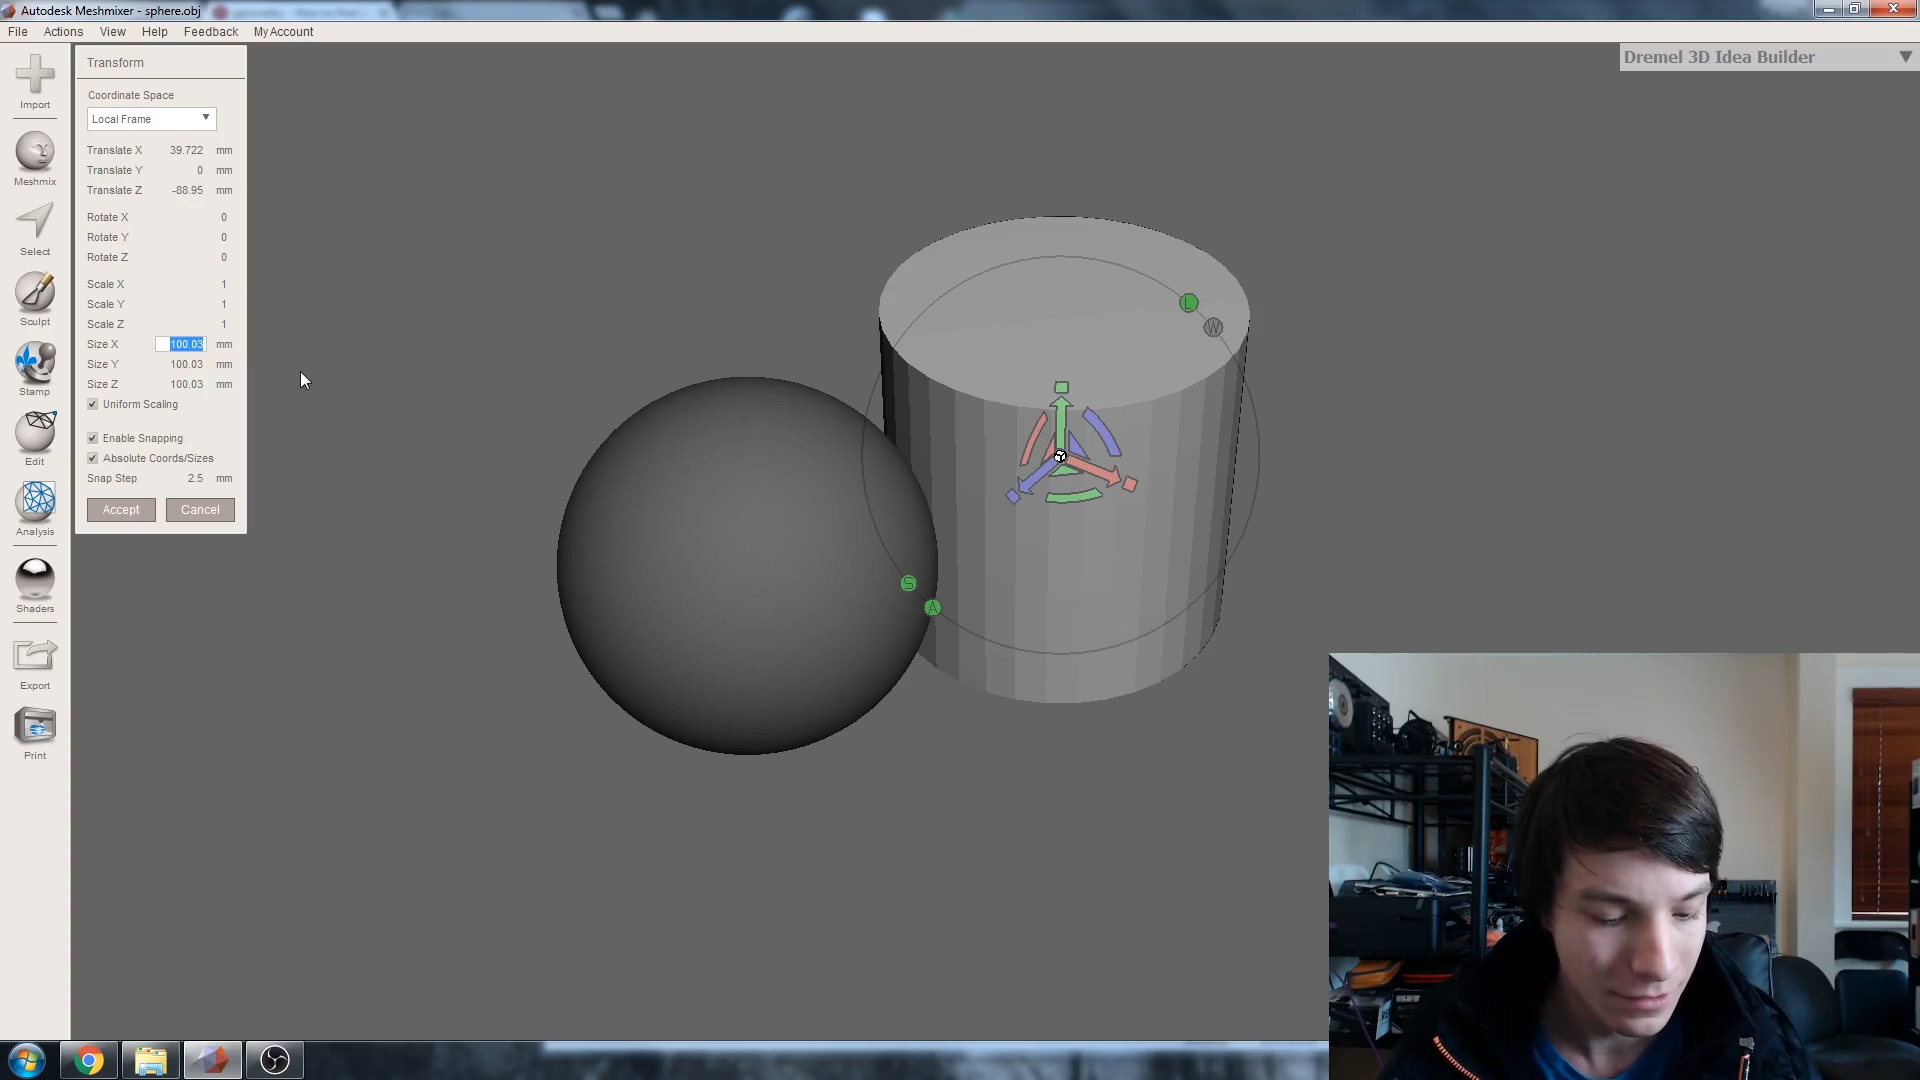 Autodesk Meshmixer - sphere.obj
File Actions View Help Feedback My Account
Import
Meshmix
Select
Sculpt
Stamp
Edit
Analysis
Shaders
Export
Print
Transform
Coordinate Space
Local Frame
Translate X 39.722 mm
Translate Y 0 mm
Translate Z -88.95 mm
Rotate X 0
Rotate Y 0
Rotate Z 0
Scale X 1
Scale Y 1
Scale Z 1
Size X 100.03 mm
Size Y 100.03 mm
Size Z 100.03 mm
Uniform Scaling
Enable Snapping
Absolute Coords/Sizes
Snap Step 2.5 mm
Accept Cancel
Dremel 3D Idea Builder
L
W
S
A